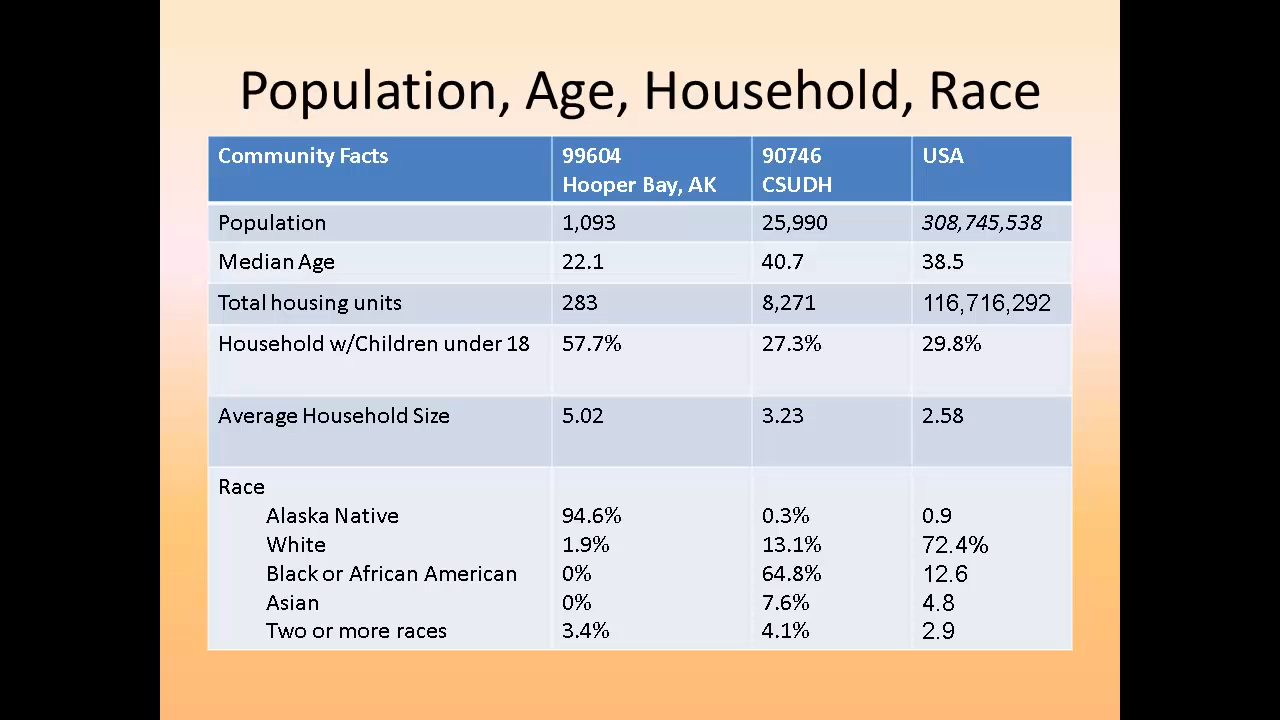 Population, Age, Household, Race
Community Facts 99604 90746 USA
Hooper Bay, AK CSUDH
Population 1,093 25,990 308,745,538
Median Age 22.1 40.7 38.5
Total housing units 283 8,271 116,716,292
Household w/Children under 18 57.7% 27.3% 29.8%
Average Household Size 5.02 3.23 2.58
Race
Alaska Native 94.6% 0.3% 0.9
White 1.9% 13.1% 72.4%
Black or African American 0% 64.8% 12.6
Asian 0% 7.6% 4.8
Two or more races 3.4% 4.1% 2.9